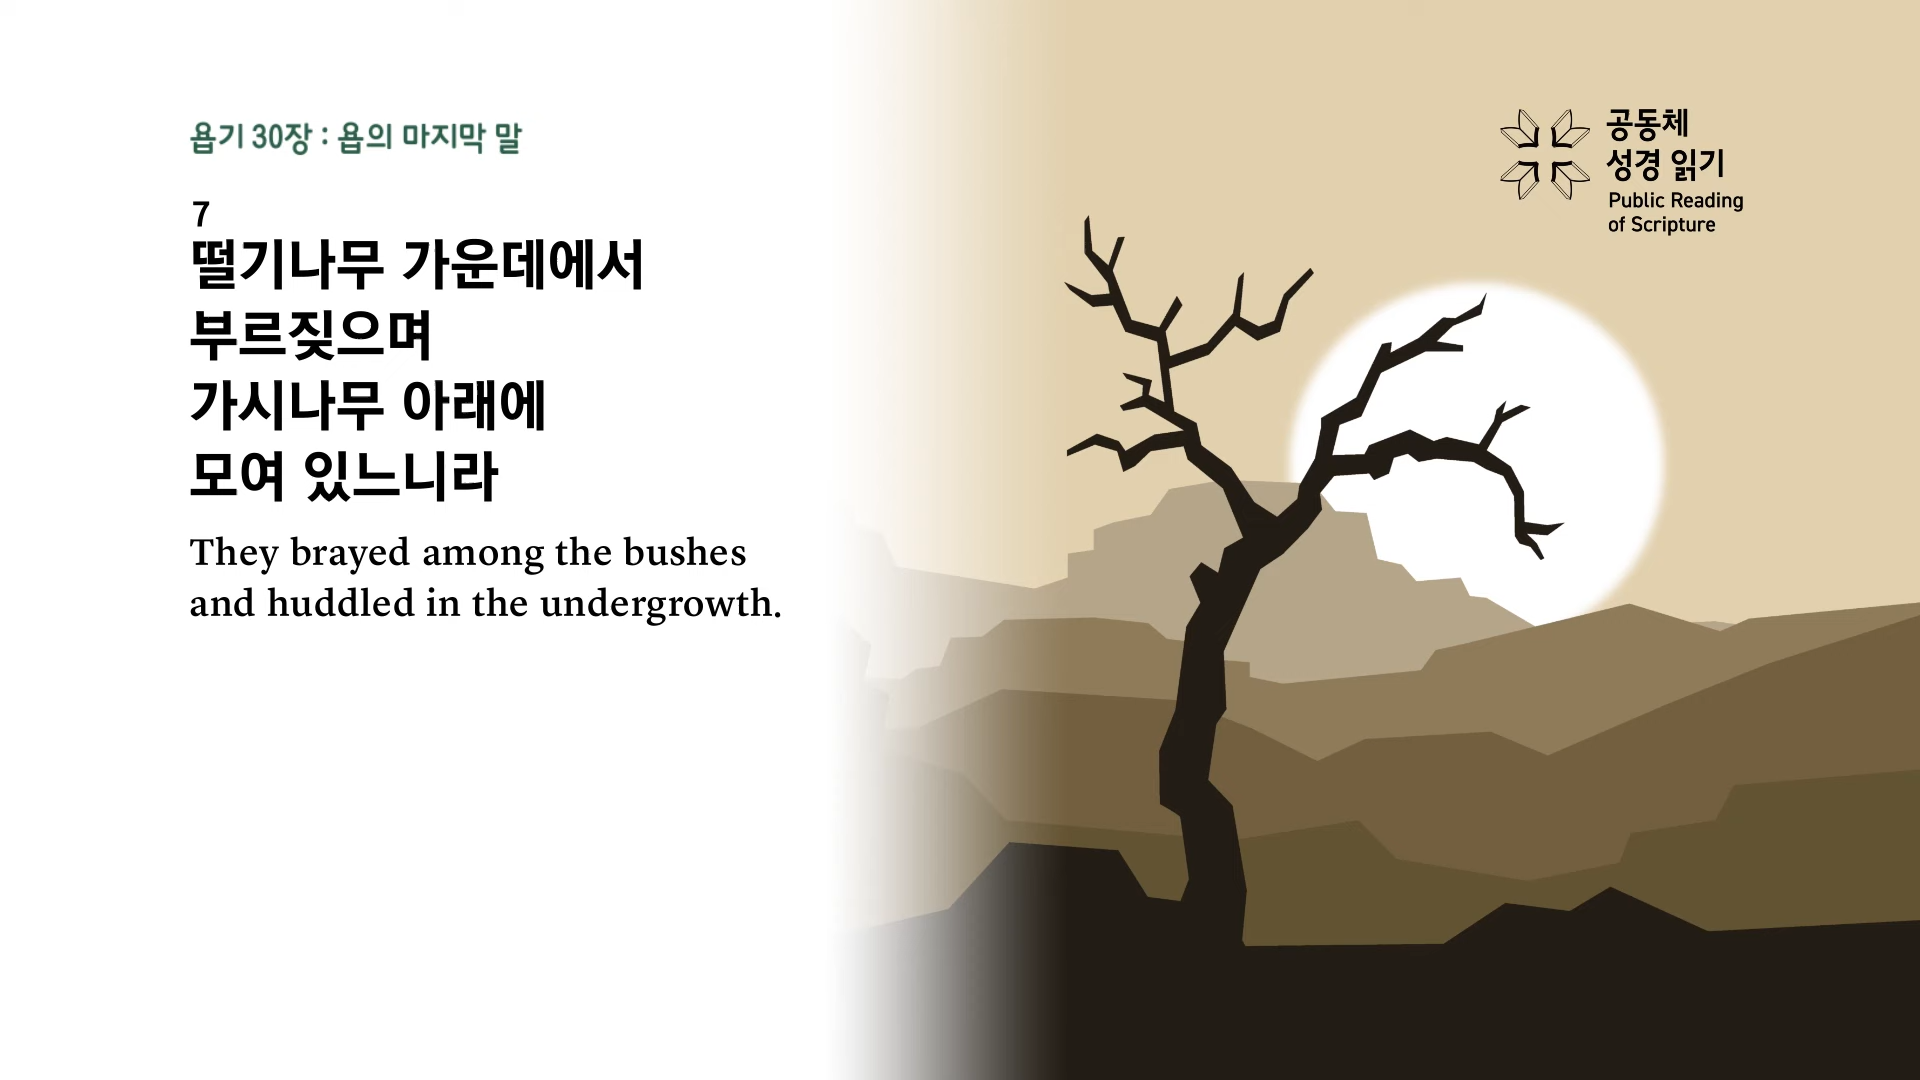 욥기 30장 : 욥의 마지막 말
7
떨기나무 가운데에서
부르짖으며
가시나무 아래에
모여 있느니라
They brayed among the bushes
and huddled in the undergrowth.
공동체
성경 읽기
Public Reading
of Scripture